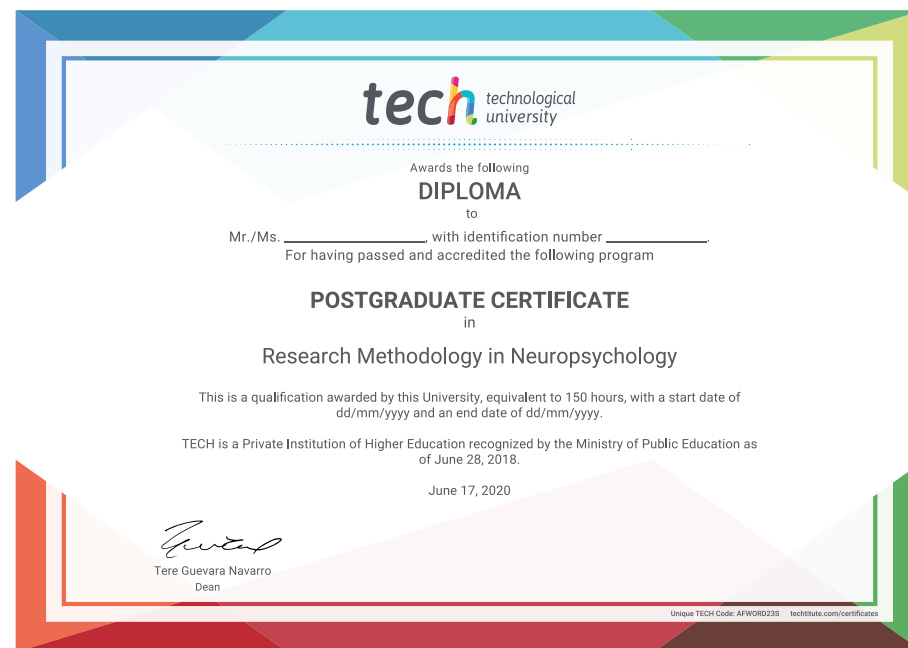 tech technological
university
Awards the following
DIPLOMA
to
Mr./Ms. ____________________, with identification number ______________.
For having passed and accredited the following program
POSTGRADUATE CERTIFICATE
in
Research Methodology in Neuropsychology
This is a qualification awarded by this University, equivalent to 150 hours, with a start date of
dd/mm/yyyy and an end date of dd/mm/yyyy.
TECH is a Private Institution of Higher Education recognized by the Ministry of Public Education as
of June 28, 2018.
June 17, 2020
Tere Guevara Navarro
Dean
Unique TECH Code: AFWORD23S techtitute.com/certificates